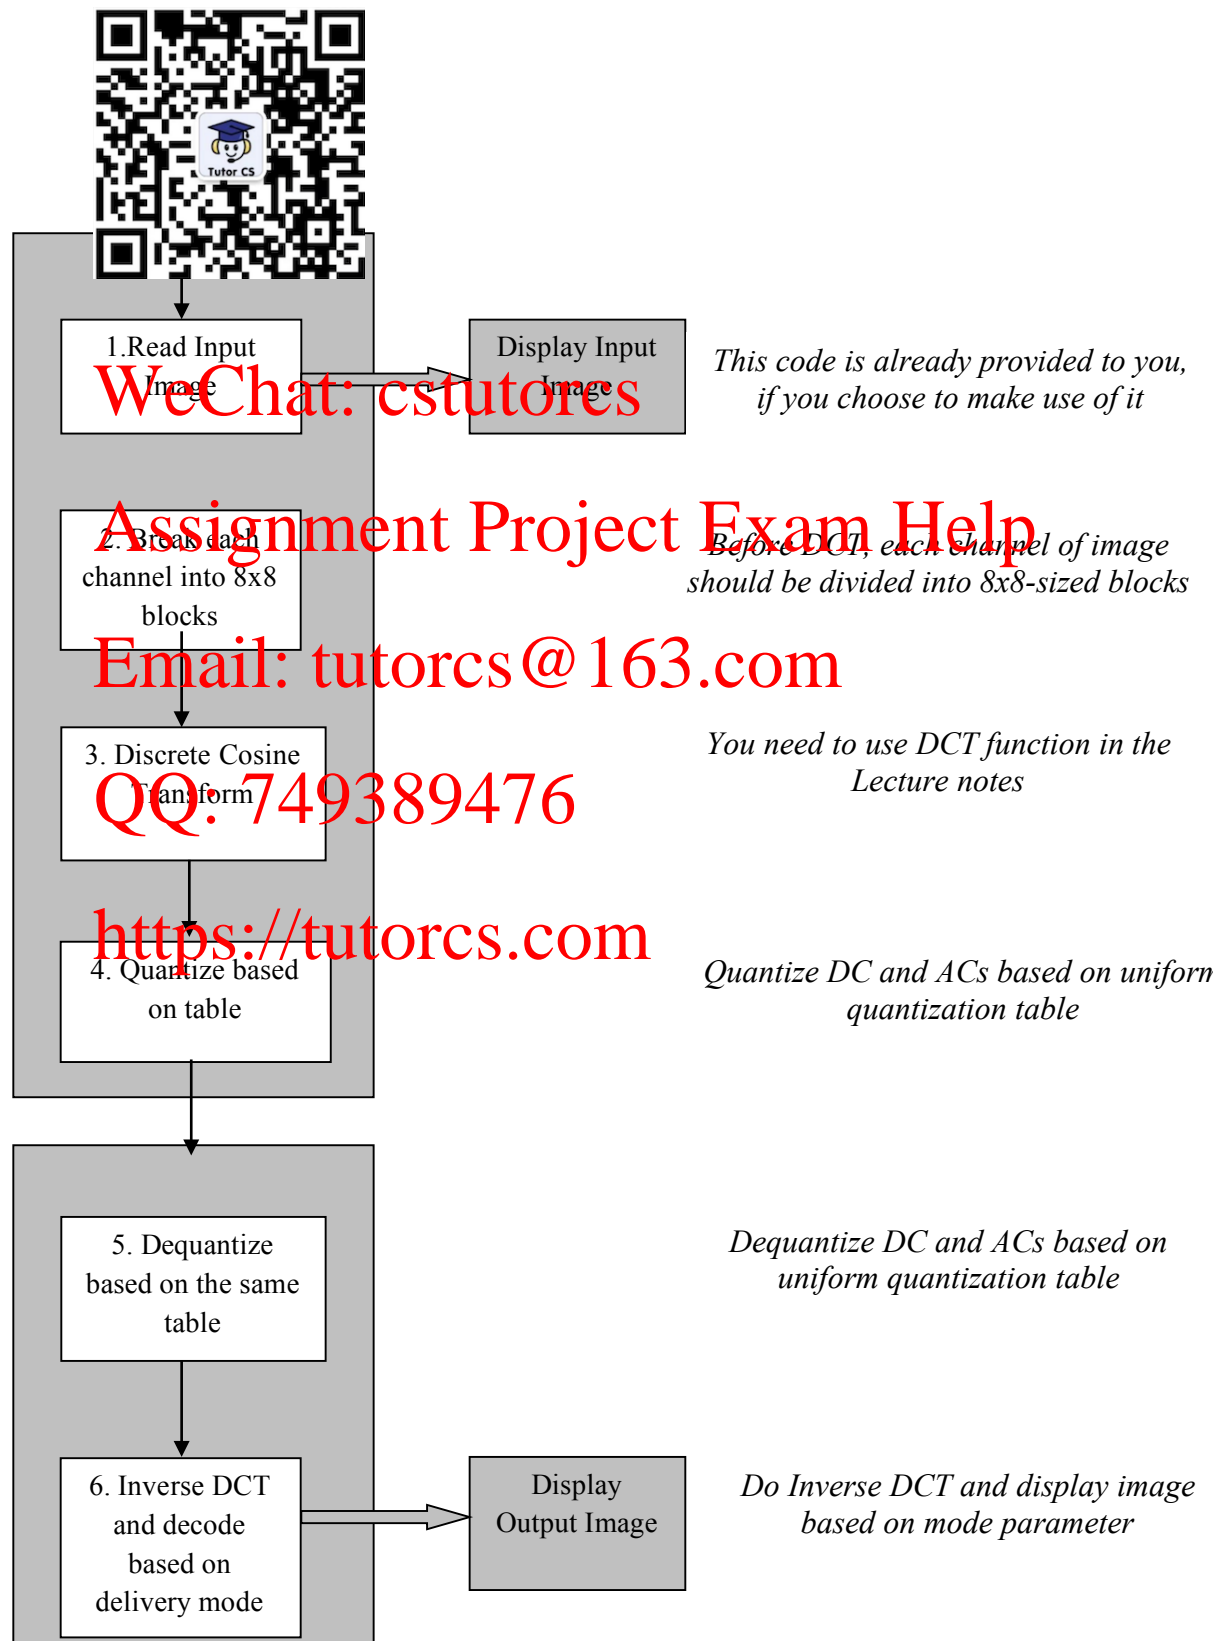 Tutor CS
1.Read Input
Image
Display Input
Image
This code is already provided to you,
if you choose to make use of it
WeChat: cstutorcs
Assignment Project Exam Help
2. Break each
channel into 8x8
blocks
Before DCT, each channel of image
should be divided into 8x8-sized blocks
Email: tutorcs@163.com
3. Discrete Cosine
Transform
You need to use DCT function in the
Lecture notes
QQ: 749389476
https://tutorcs.com
4. Quantize based
on table
Quantize DC and ACs based on uniform
quantization table
5. Dequantize
based on the same
table
Dequantize DC and ACs based on
uniform quantization table
6. Inverse DCT
and decode
based on
delivery mode
Display
Output Image
Do Inverse DCT and display image
based on mode parameter